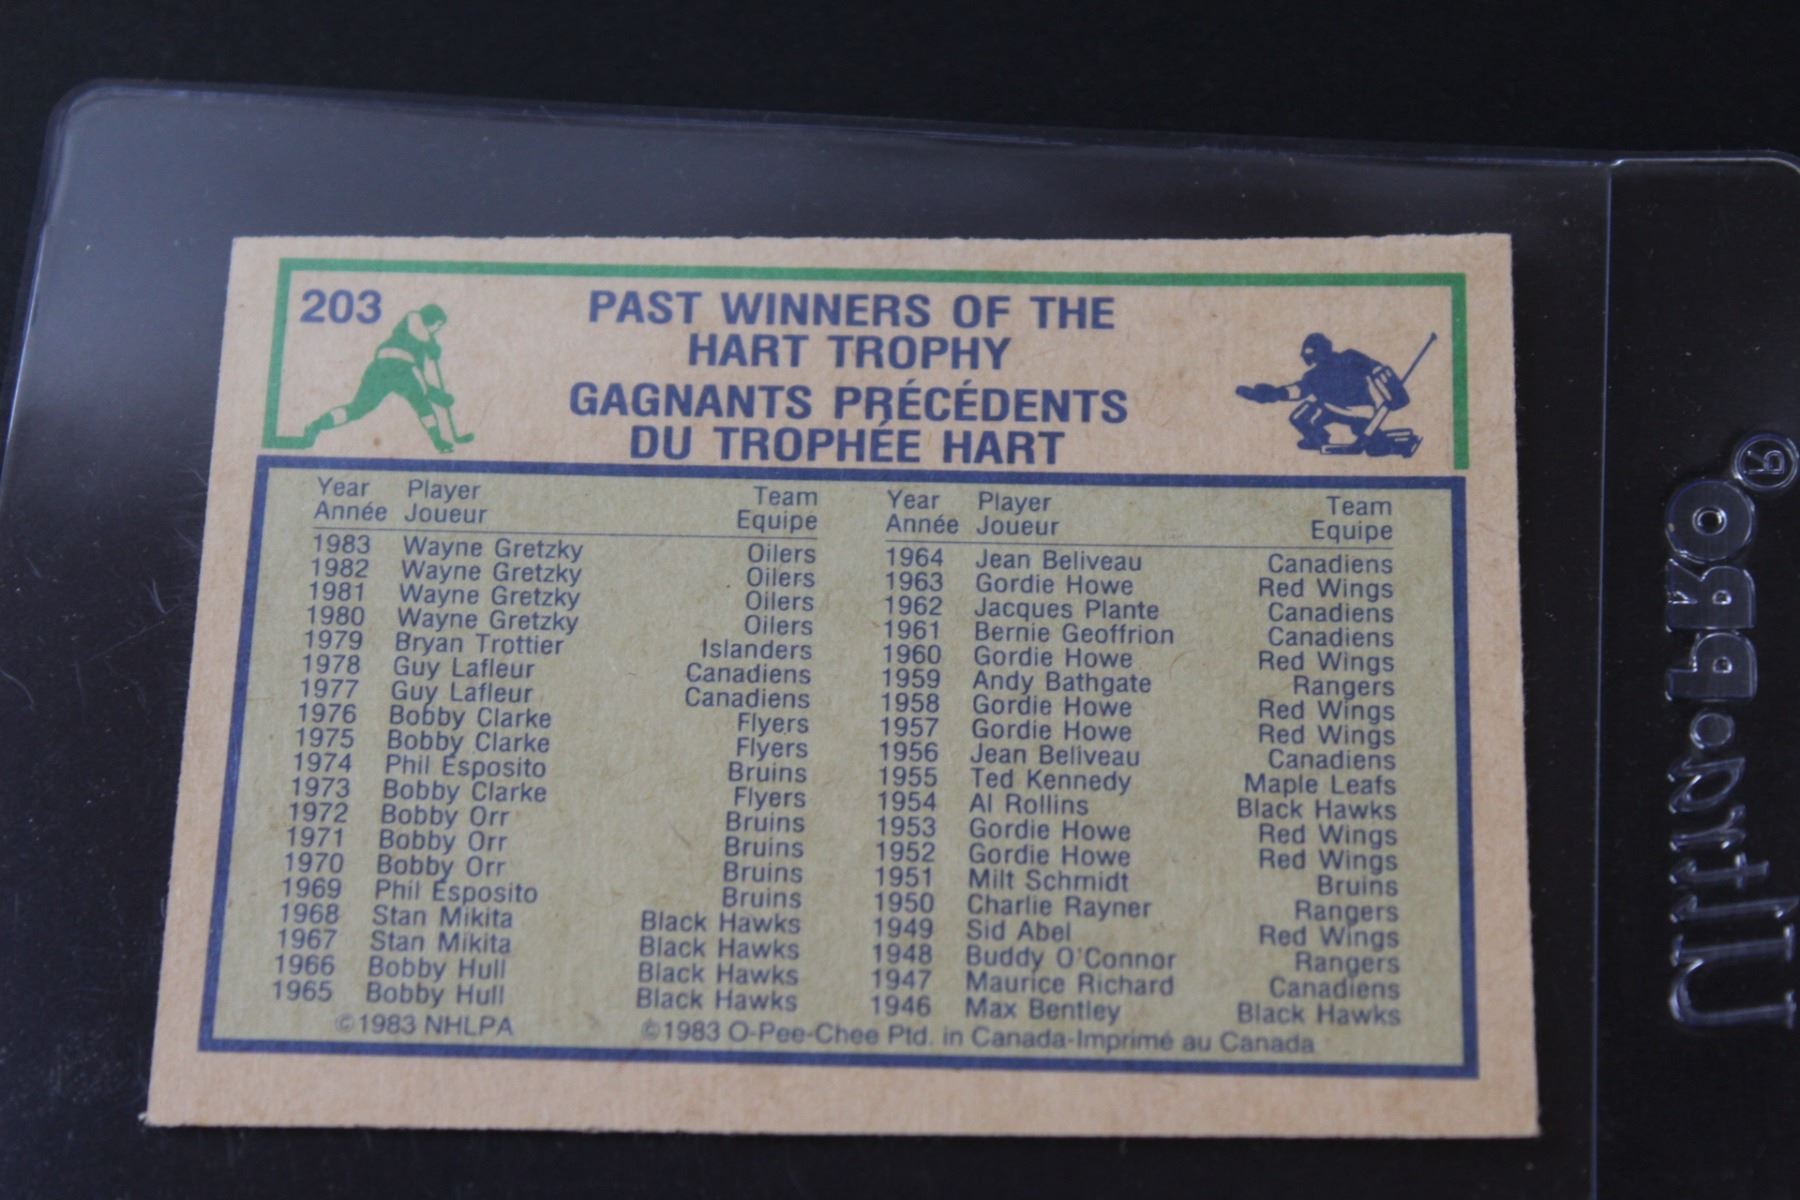 203
PAST WINNERS OF THE
HART TROPHY
GAGNANTS PRÉCÉDENTS
DU TROPHÉE HART
Year Player Team
Année Joueur Equipe
1983 Wayne Gretzky Oilers
1982 Wayne Gretzky Oilers
1981 Wayne Gretzky Oilers
1980 Wayne Gretzky Oilers
1979 Bryan Trottier Islanders
1978 Guy Lafleur Canadiens
1977 Guy Lafleur Canadiens
1976 Bobby Clarke Flyers
1975 Bobby Clarke Flyers
1974 Phil Esposito Bruins
1973 Bobby Clarke Flyers
1972 Bobby Orr Bruins
1971 Bobby Orr Bruins
1970 Bobby Orr Bruins
1969 Phil Esposito Bruins
1968 Stan Mikita Black Hawks
1967 Stan Mikita Black Hawks
1966 Bobby Hull Black Hawks
1965 Bobby Hull Black Hawks
Year Player Team
Année Joueur Equipe
1964 Jean Beliveau Canadiens
1963 Gordie Howe Red Wings
1962 Jacques Plante Canadiens
1961 Bernie Geoffrion Canadiens
1960 Gordie Howe Red Wings
1959 Andy Bathgate Rangers
1958 Gordie Howe Red Wings
1957 Gordie Howe Red Wings
1956 Jean Beliveau Canadiens
1955 Ted Kennedy Maple Leafs
1954 Al Rollins Black Hawks
1953 Gordie Howe Red Wings
1952 Gordie Howe Red Wings
1951 Milt Schmidt Bruins
1950 Charlie Rayner Rangers
1949 Sid Abel Red Wings
1948 Buddy O'Connor Rangers
1947 Maurice Richard Canadiens
1946 Max Bentley Black Hawks
©1983 NHLPA ©1983 O-Pee-Chee Ptd. in Canada-Imprimé au Canada
Ultra•PRO®